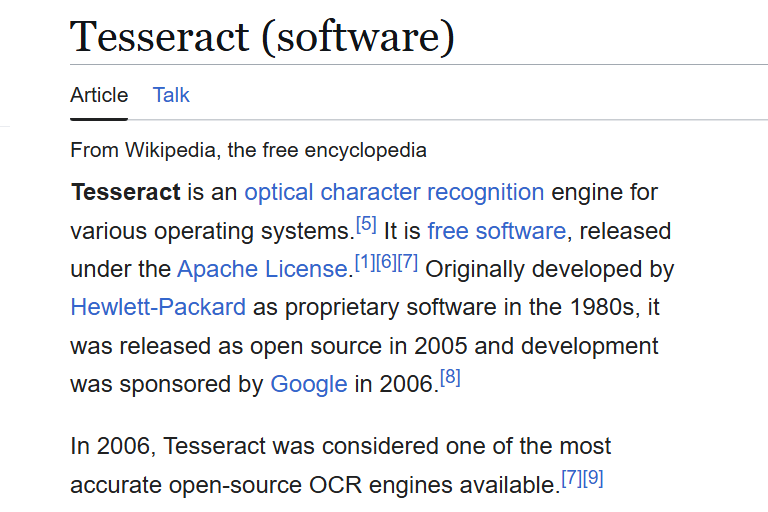 Tesseract (software)
Article Talk
From Wikipedia, the free encyclopedia
Tesseract is an optical character recognition engine for
various operating systems.[5] It is free software, released
under the Apache License.[1][6][7] Originally developed by
Hewlett-Packard as proprietary software in the 1980s, it
was released as open source in 2005 and development
was sponsored by Google in 2006.[8]
In 2006, Tesseract was considered one of the most
accurate open-source OCR engines available.[7][9]